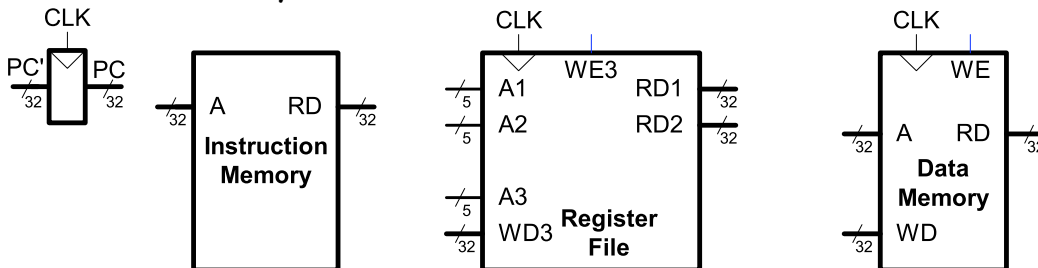 CLK
PC' PC
32 32
A RD
32 32
Instruction
Memory
CLK
WE3
A1 RD1
5 32
A2 RD2
5 32
A3
5
WD3
32
Register
File
CLK
WE
A RD
32 32
Data
Memory
WD
32